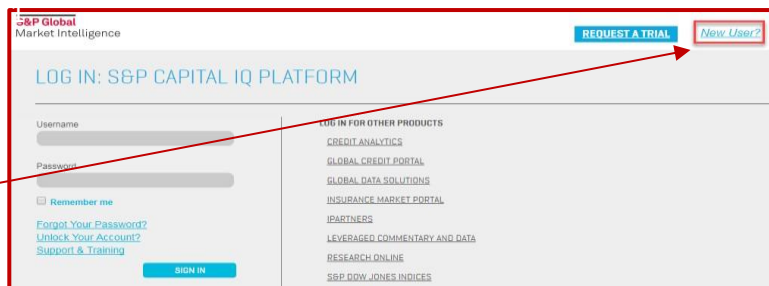 S&P Global
Market Intelligence
REQUEST A TRIAL
New User?
LOG IN: S&P CAPITAL IQ PLATFORM
Username
Password
Remember me
Forgot Your Password?
Unlock Your Account?
Support & Training
SIGN IN
LOG IN FOR OTHER PRODUCTS
CREDIT ANALYTICS
GLOBAL CREDIT PORTAL
GLOBAL DATA SOLUTIONS
INSURANCE MARKET PORTAL
IPARTNERS
LEVERAGED COMMENTARY AND DATA
RESEARCH ONLINE
S&P DOW JONES INDICES